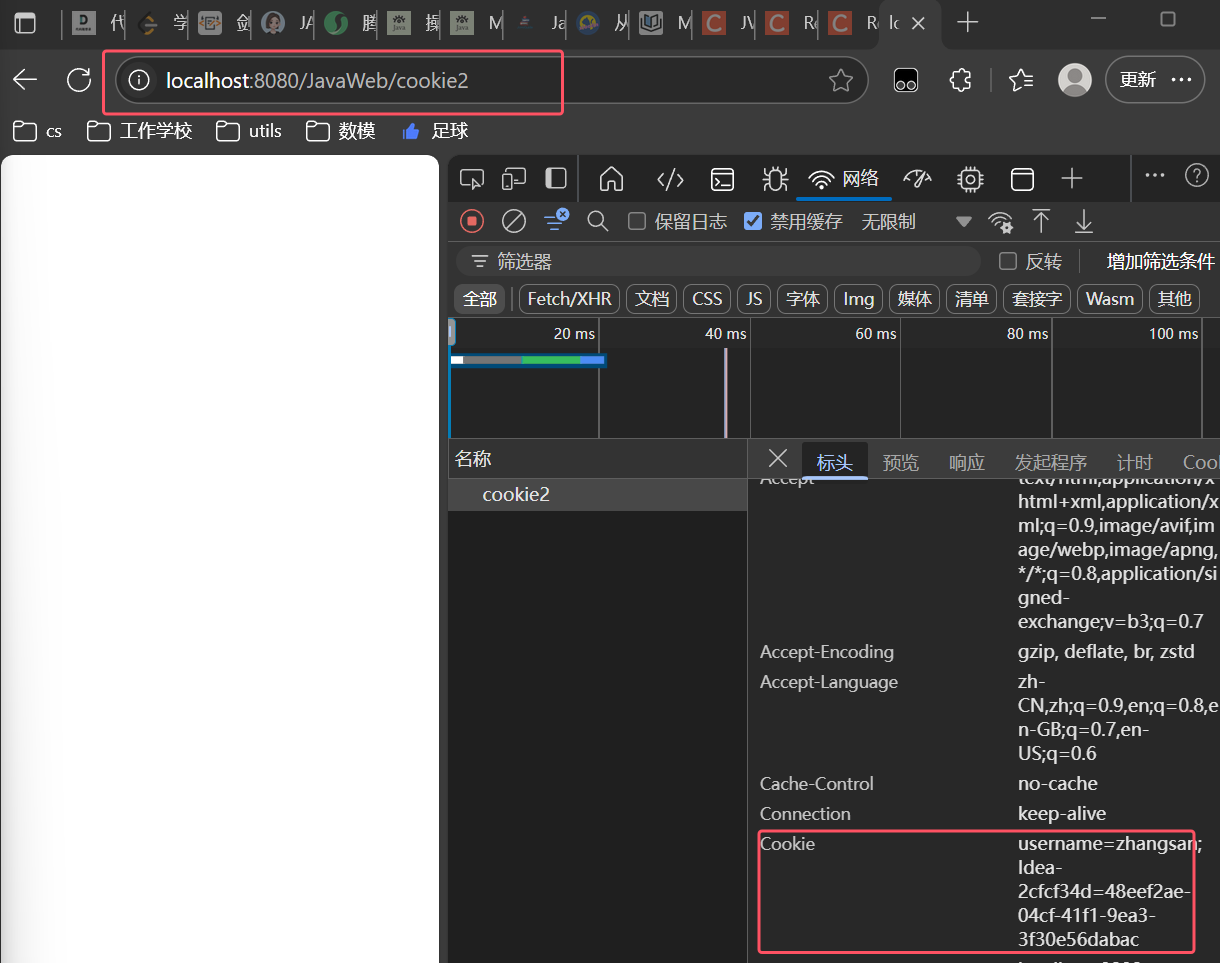 代
学
剑
JA
腾
操
M
Ja
从
M
JV
Re
Re
lo
localhost:8080/JavaWeb/cookie2
更新
cs
工作学校
utils
数模
足球
网络
保留日志
禁用缓存
无限制
筛选器
反转
增加筛选条件
全部
Fetch/XHR
文档
CSS
JS
字体
Img
媒体
清单
套接字
Wasm
其他
20 ms
40 ms
60 ms
80 ms
100 ms
名称
标头
预览
响应
发起程序
计时
Cool
cookie2
Accept
text/html,application/x
html+xml,application/x
ml;q=0.9,image/avif,im
age/webp,image/apng,
*/*;q=0.8,application/si
gned-
exchange;v=b3;q=0.7
Accept-Encoding
gzip, deflate, br, zstd
Accept-Language
zh-
CN,zh;q=0.9,en;q=0.8,e
n-GB;q=0.7,en-
US;q=0.6
Cache-Control
no-cache
Connection
keep-alive
Cookie
username=zhangsan;
Idea-
2cfcf34d=48eef2ae-
04cf-41f1-9ea3-
3f30e56dabac